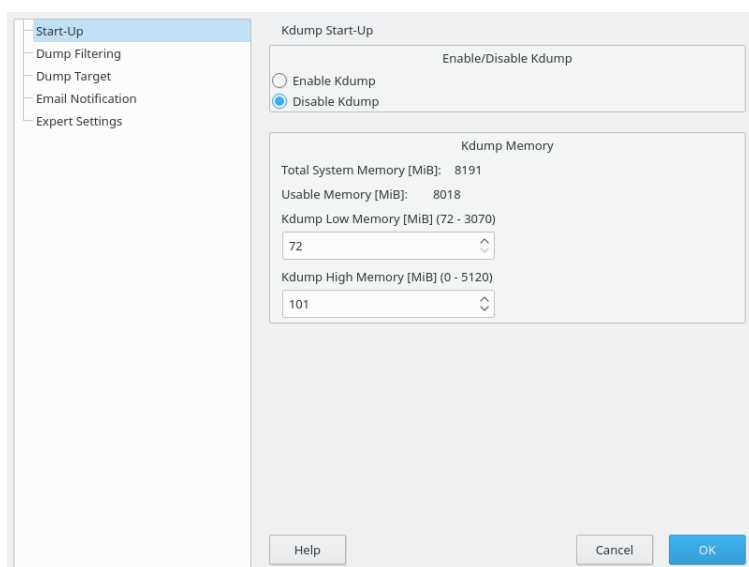 Start-Up
Dump Filtering
Dump Target
Email Notification
Expert Settings
Kdump Start-Up
Enable/Disable Kdump
Enable Kdump
Disable Kdump
Kdump Memory
Total System Memory [MiB]: 8191
Usable Memory [MiB]: 8018
Kdump Low Memory [MiB] (72 - 3070)
72
Kdump High Memory [MiB] (0 - 5120)
101
Help
Cancel
OK